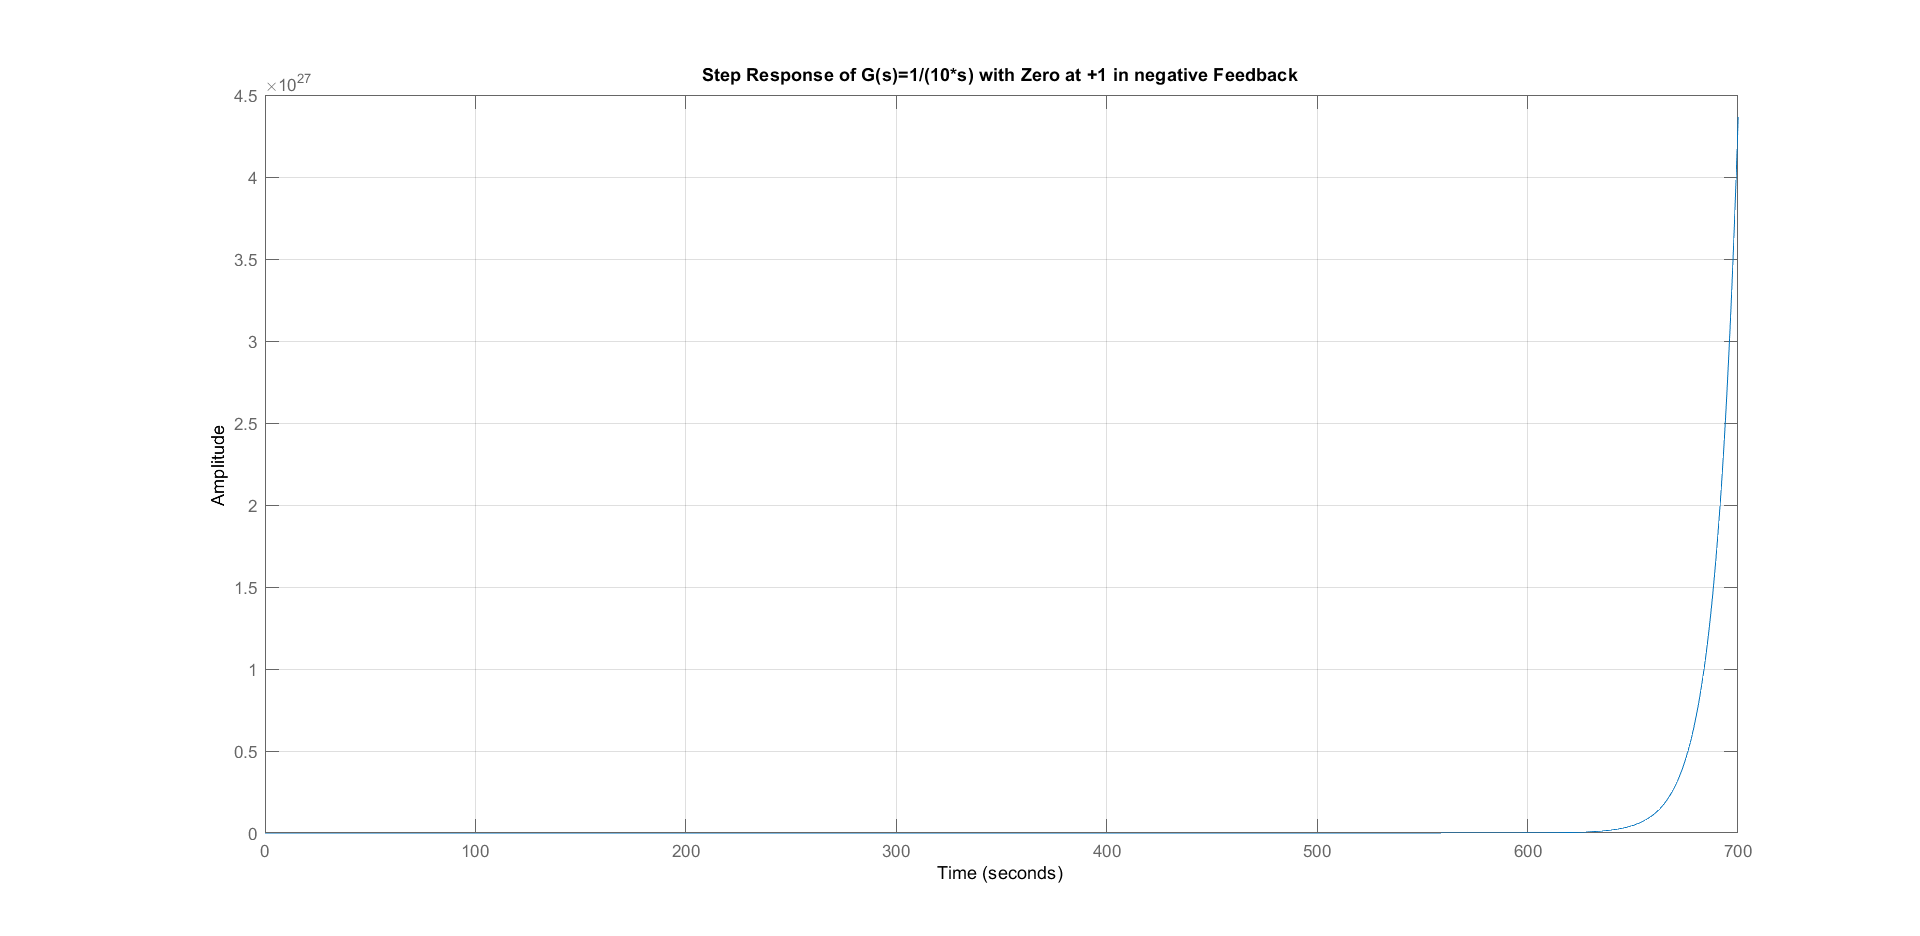 Step Response of G(s)=1/(10*s) with Zero at +1 in negative Feedback
×10^27
4.5
4
3.5
3
2.5
2
1.5
1
0.5
0
Amplitude
0 100 200 300 400 500 600 700
Time (seconds)